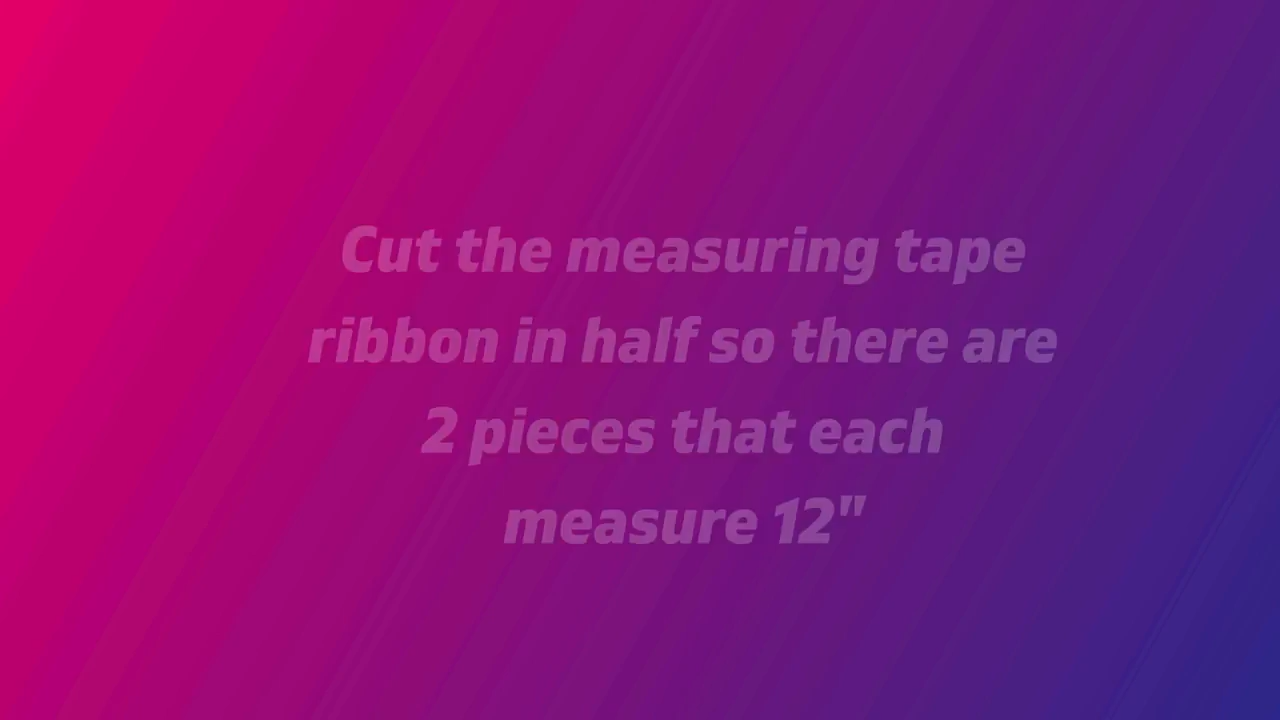 Cut the measuring tape
ribbon in half so there are
2 pieces that each
measure 12"